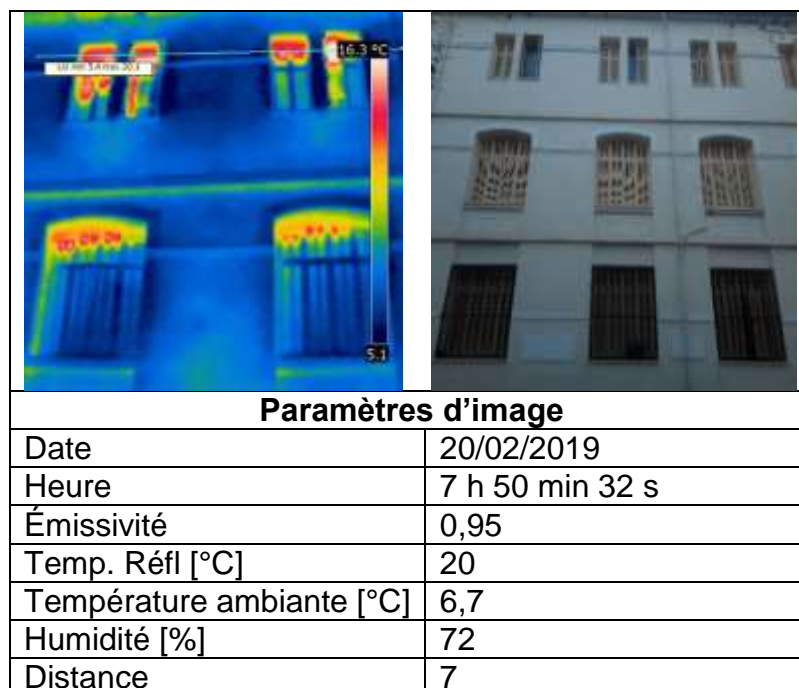 16.3 °C
5.1
Paramètres d’image
Date 20/02/2019
Heure 7 h 50 min 32 s
Émissivité 0,95
Temp. Réfl [°C] 20
Température ambiante [°C] 6,7
Humidité [%] 72
Distance 7